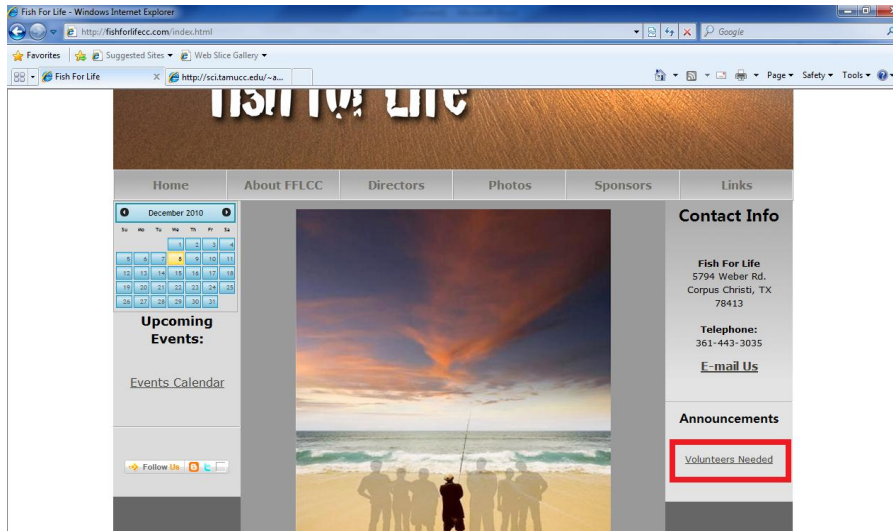 Fish For Life - Windows Internet Explorer
http://fishforlifecc.com/index.html
Google
Favorites Suggested Sites Web Slice Gallery
Fish For Life http://sci.tamucc.edu/~a... Page Safety Tools
Fish For Life
Home About FFLCC Directors Photos Sponsors Links
December 2010
Su Mo Tu We Th Fr Sa
1 2 3 4
5 6 7 8 9 10 11
12 13 14 15 16 17 18
19 20 21 22 23 24 25
26 27 28 29 30 31
Upcoming
Events:
Events Calendar
Follow Us
Contact Info
Fish For Life
5794 Weber Rd.
Corpus Christi, TX
78413
Telephone:
361-443-3035
E-mail Us
Announcements
Volunteers Needed